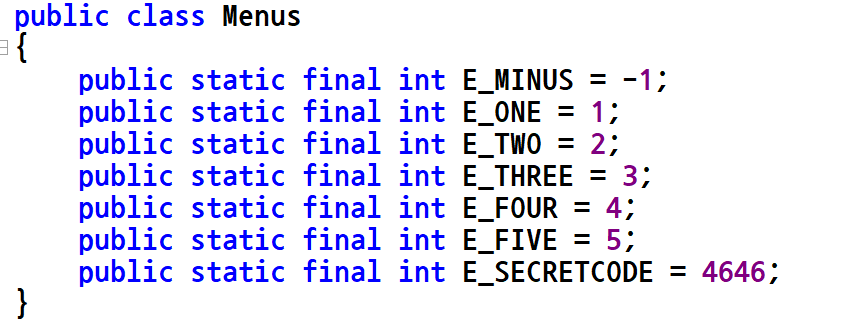 public class Menus
{
    public static final int E_MINUS = -1;
    public static final int E_ONE = 1;
    public static final int E_TWO = 2;
    public static final int E_THREE = 3;
    public static final int E_FOUR = 4;
    public static final int E_FIVE = 5;
    public static final int E_SECRETCODE = 4646;
}